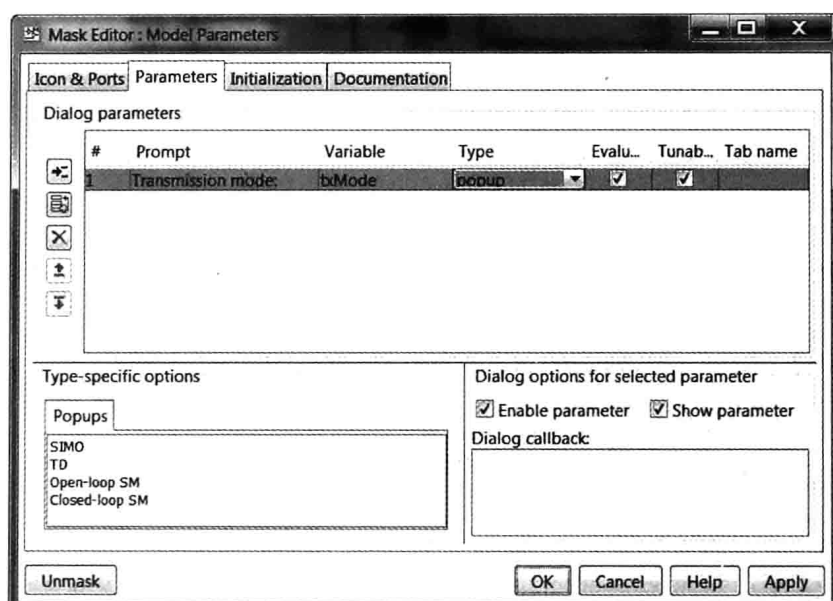 Mask Editor : Model Parameters
Icon & Ports Parameters Initialization Documentation
Dialog parameters
# Prompt Variable Type Evalu... Tunab... Tab name
1 Transmission mode: txMode popup
Type-specific options
Popups
SIMO
TD
Open-loop SM
Closed-loop SM
Dialog options for selected parameter
Enable parameter Show parameter
Dialog callback:
Unmask OK Cancel Help Apply